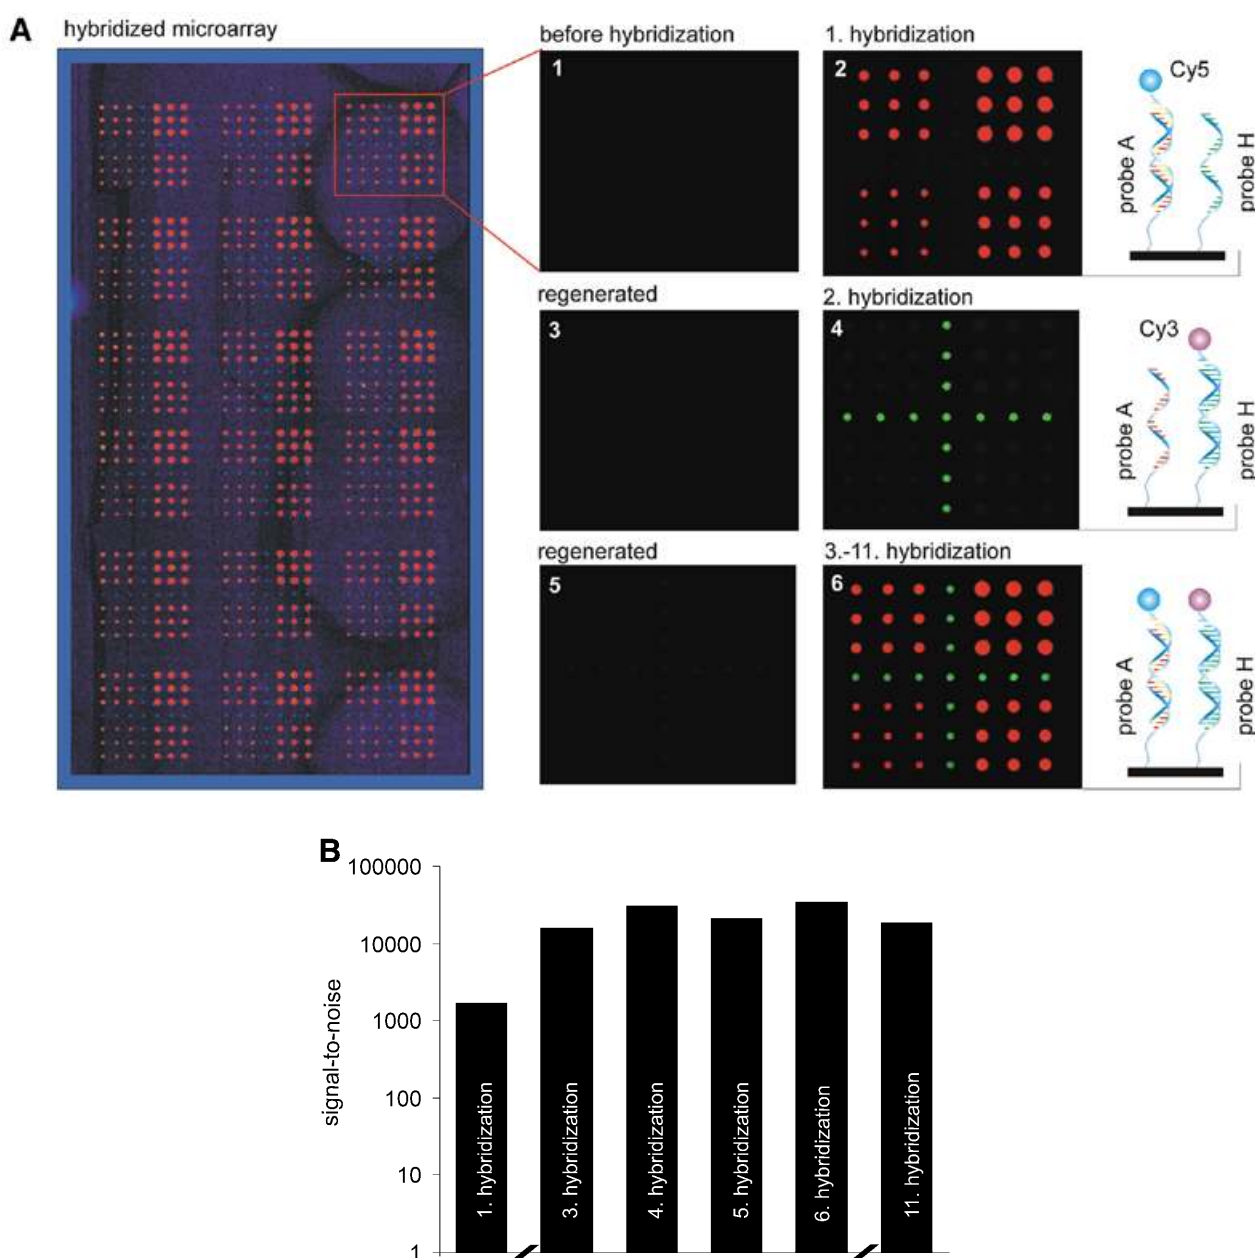 A
hybridized microarray
before hybridization
1
1. hybridization
2
Cy5
probe A
probe H
regenerated
3
2. hybridization
4
Cy3
probe A
probe H
regenerated
5
3.-11. hybridization
6
probe A
probe H
B
100000
10000
1000
100
10
1
signal-to-noise
1. hybridization
3. hybridization
4. hybridization
5. hybridization
6. hybridization
11. hybridization